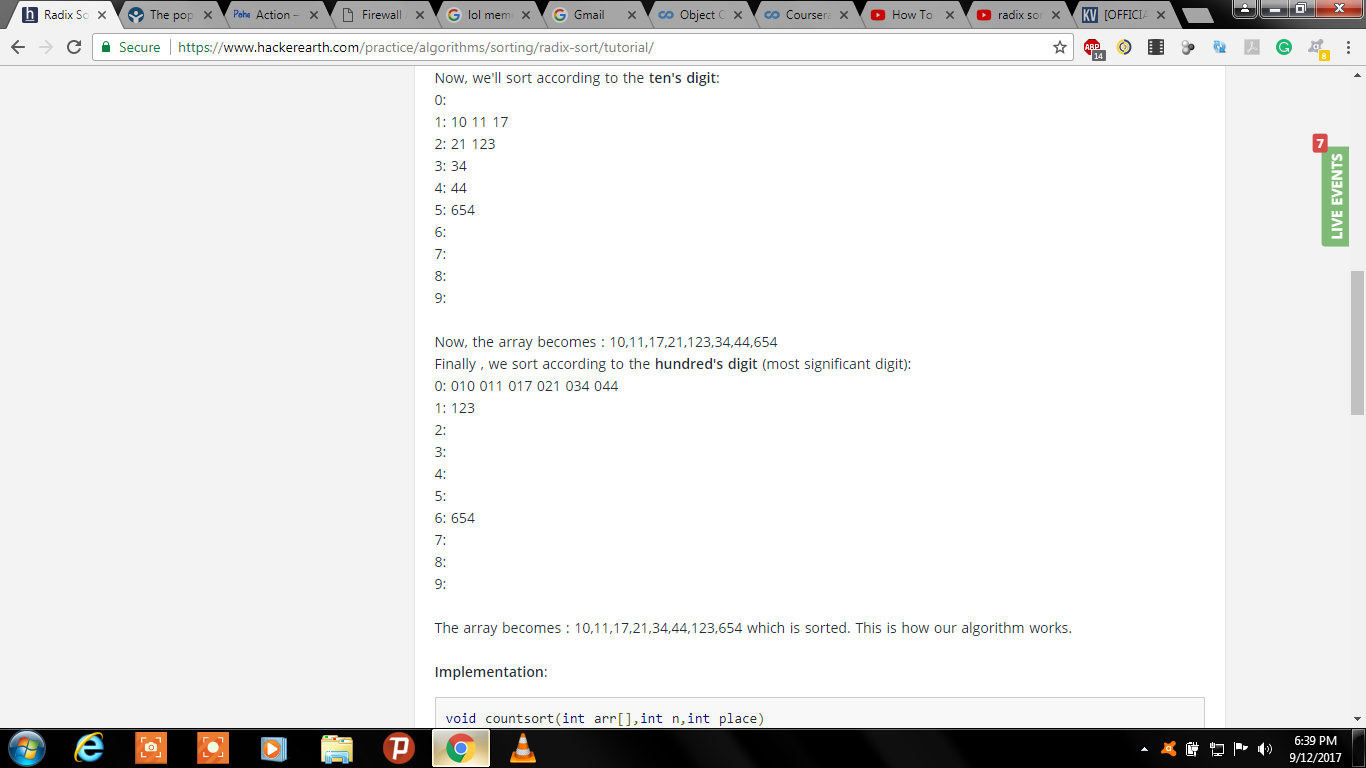 Radix So
The pop
Pahe Action –
Firewall
lol mem
Gmail
Object C
Coursera
How To
radix sor
KV [OFFICIA
Secure https://www.hackerearth.com/practice/algorithms/sorting/radix-sort/tutorial/
ABP 14
8
Now, we'll sort according to the ten's digit:
0:
1: 10 11 17
2: 21 123
3: 34
4: 44
5: 654
6:
7:
8:
9:
7
LIVE EVENTS
Now, the array becomes : 10,11,17,21,123,34,44,654
Finally , we sort according to the hundred's digit (most significant digit):
0: 010 011 017 021 034 044
1: 123
2:
3:
4:
5:
6: 654
7:
8:
9:
The array becomes : 10,11,17,21,34,44,123,654 which is sorted. This is how our algorithm works.
Implementation:
void countsort(int arr[],int n,int place)
6:39 PM
9/12/2017